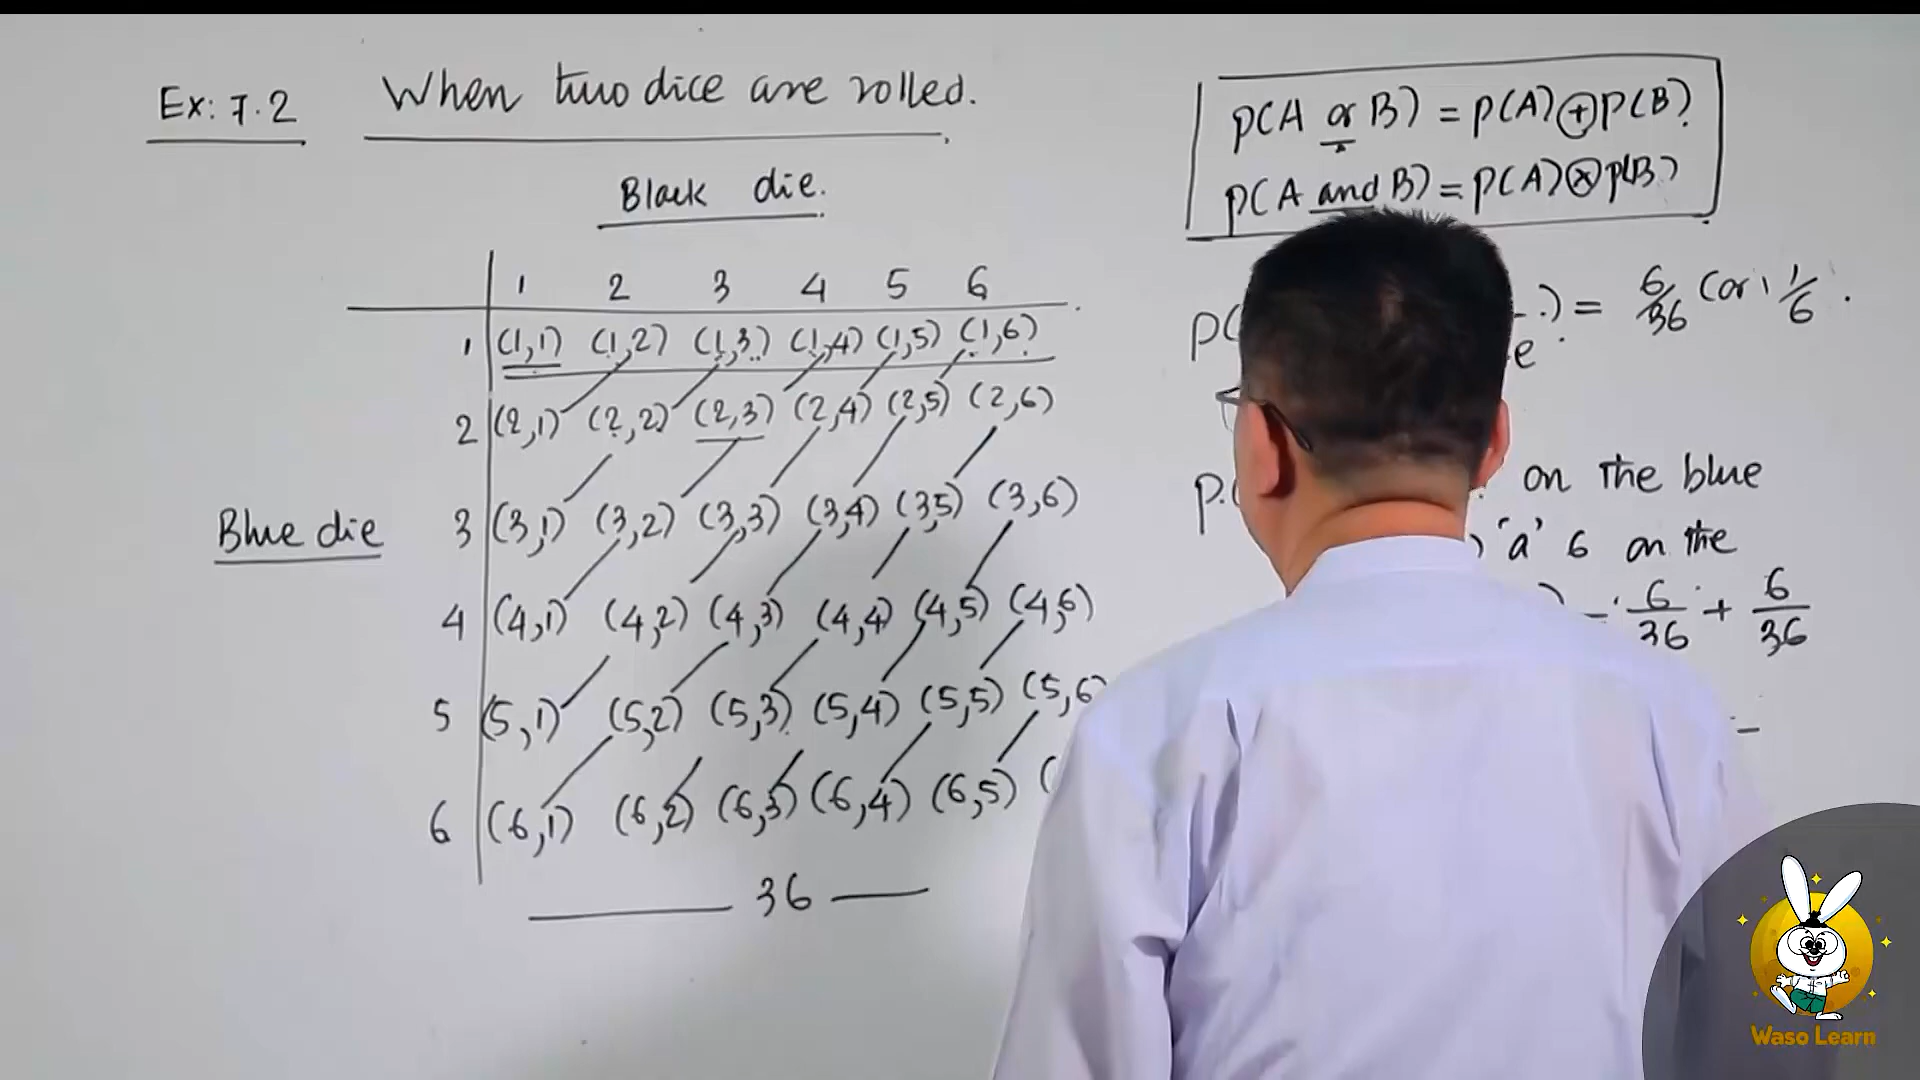 Ex: 7.2 When two dice are rolled.
Black die.
1 2 3 4 5 6
1 (1,1) (1,2) (1,3) (1,4) (1,5) (1,6)
2 (2,1) (2,2) (2,3) (2,4) (2,5) (2,6)
Blue die 3 (3,1) (3,2) (3,3) (3,4) (3,5) (3,6)
4 (4,1) (4,2) (4,3) (4,4) (4,5) (4,6)
5 (5,1) (5,2) (5,3) (5,4) (5,5) (5,6)
6 (6,1) (6,2) (6,3) (6,4) (6,5) (
36
P(A or B) = P(A) + P(B)
P(A and B) = P(A) × P(B)
P( .) = 6/36 (or) 1/6 .
e
P.( on the blue
) 'a' 6 on the
) = 6/36 + 6/36
Waso Learn